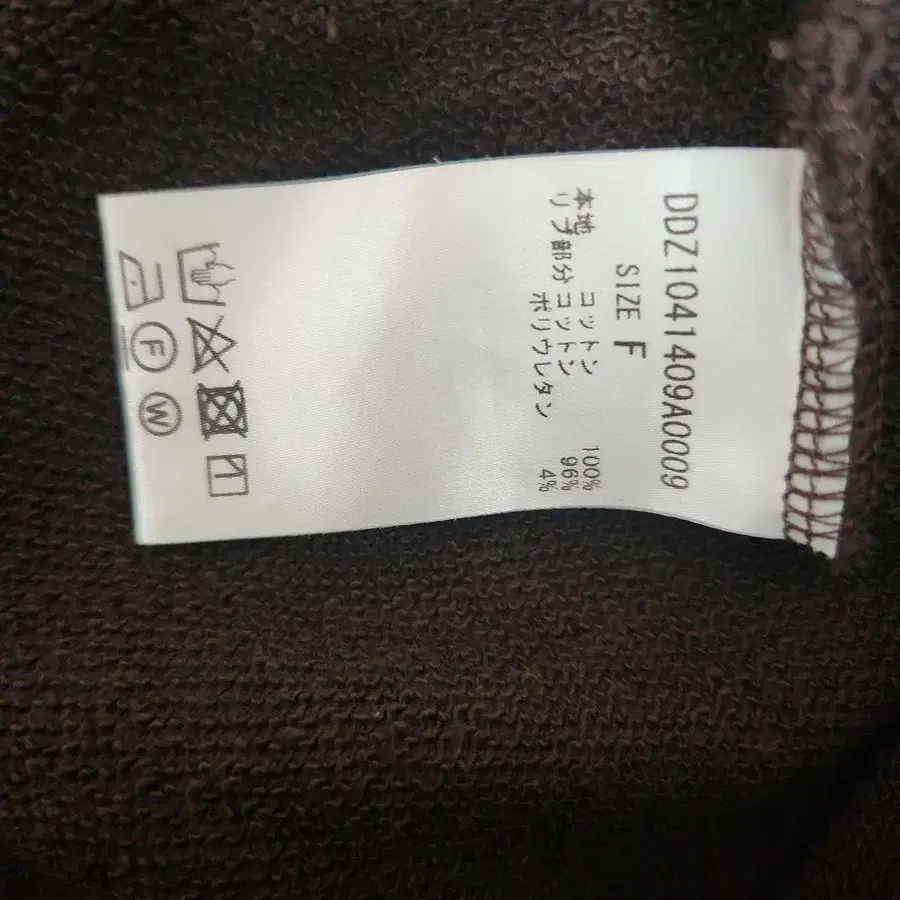 DDZ1041409A0009
SIZE F
本地 コットン 100%
リブ部分 コットン 96%
ポリウレタン 4%
F
W